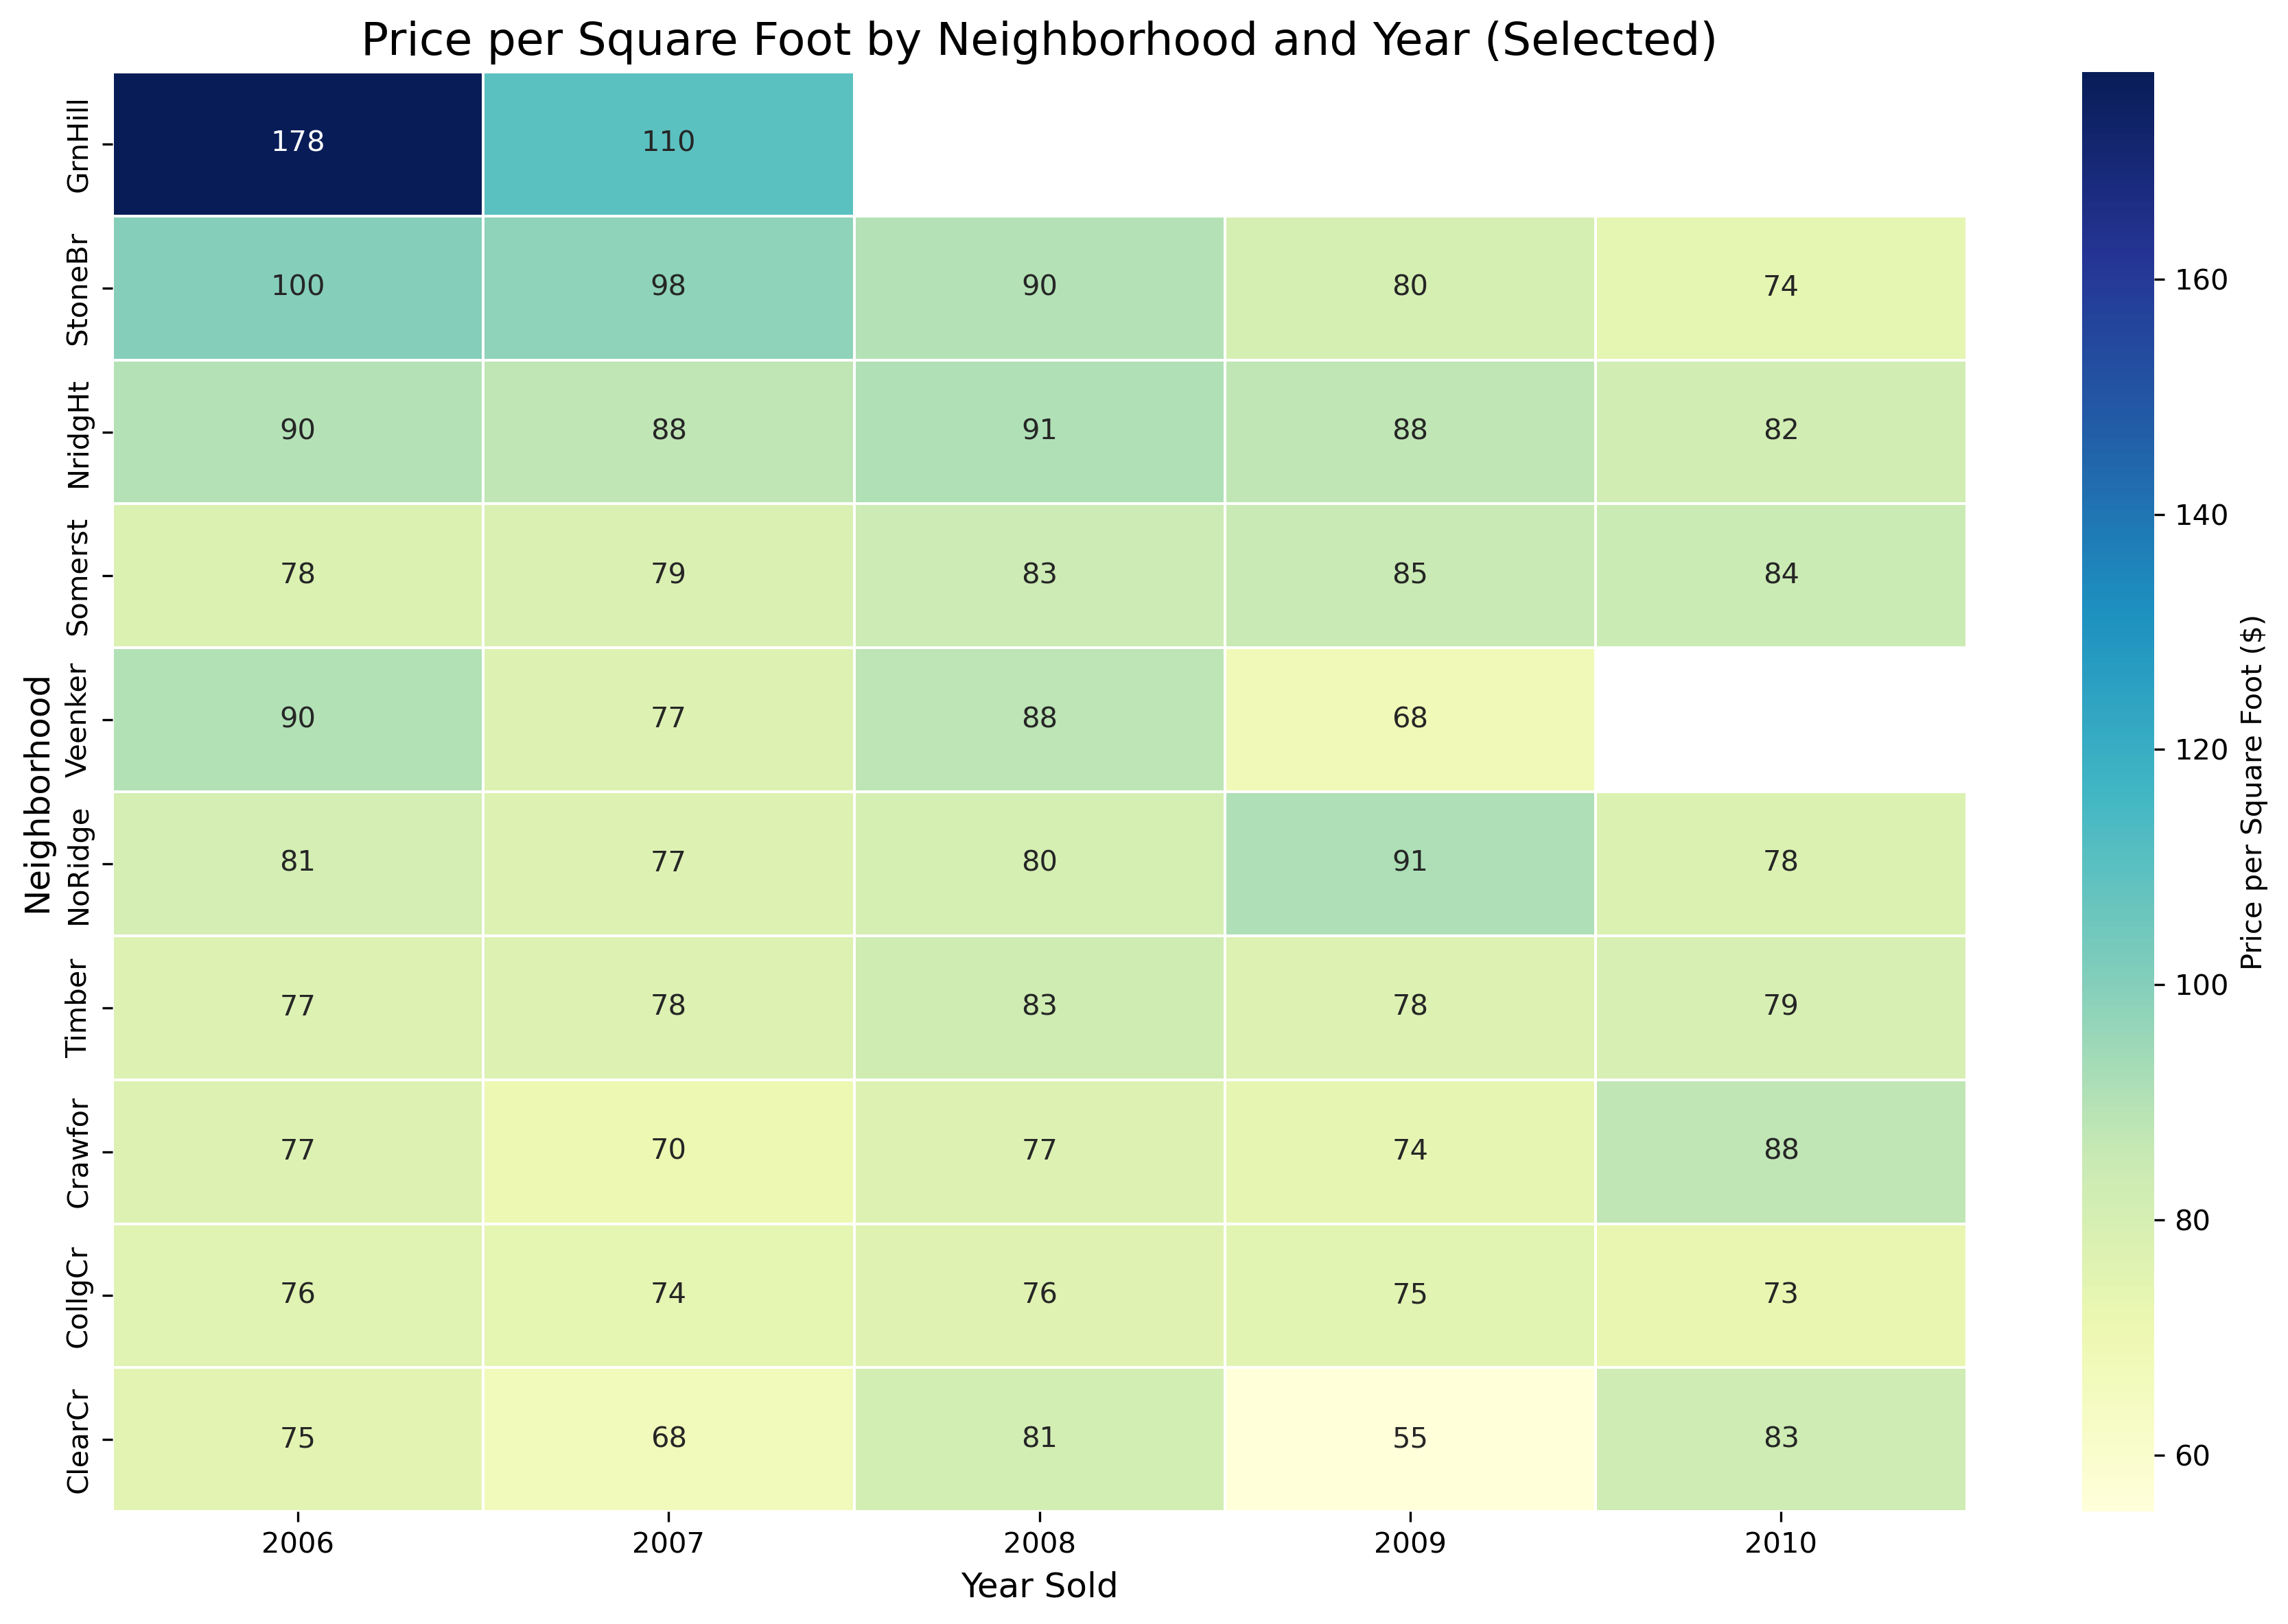 Price per Square Foot by Neighborhood and Year (Selected)
Neighborhood
GrnHill 178 110
StoneBr 100 98 90 80 74
NridgHt 90 88 91 88 82
Somerst 78 79 83 85 84
Veenker 90 77 88 68
NoRidge 81 77 80 91 78
Timber 77 78 83 78 79
Crawfor 77 70 77 74 88
CollgCr 76 74 76 75 73
ClearCr 75 68 81 55 83
2006 2007 2008 2009 2010
Year Sold
160
140
120
100
80
60
Price per Square Foot ($)